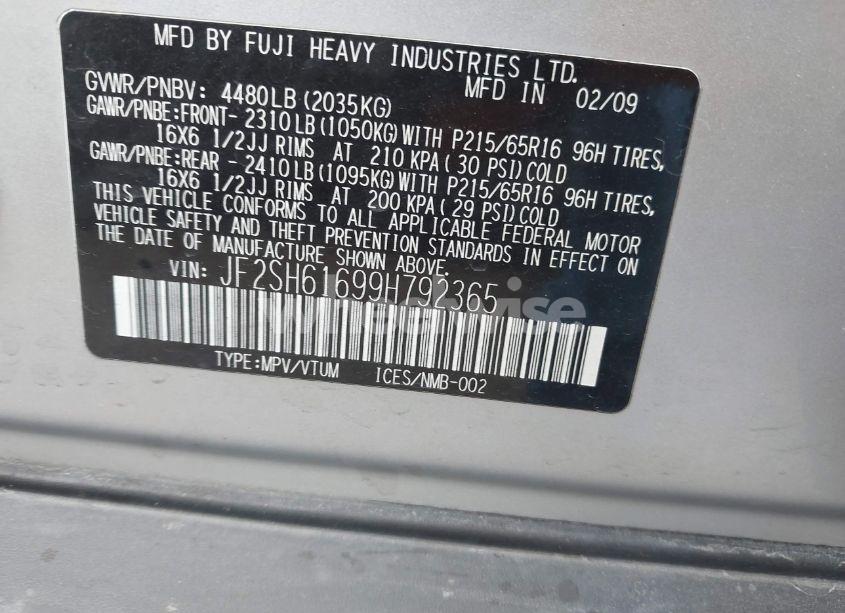 MFD BY FUJI HEAVY INDUSTRIES LTD.
MFD IN 02/09
GVWR/PNBV: 4480LB (2035KG)
GAWR/PNBE:FRONT- 2310LB (1050KG) WITH P215/65R16 96H TIRES,
16X6 1/2JJ RIMS AT 210 KPA ( 30 PSI) COLD
GAWR/PNBE:REAR - 2410LB (1095KG) WITH P215/65R16 96H TIRES,
16X6 1/2JJ RIMS AT 200 KPA ( 29 PSI) COLD
THIS VEHICLE CONFORMS TO ALL APPLICABLE FEDERAL MOTOR
VEHICLE SAFETY AND THEFT PREVENTION STANDARDS IN EFFECT ON
THE DATE OF MANUFACTURE SHOWN ABOVE.
VIN: JF2SH61699H792365
wheelwise
TYPE:MPV/VTUM ICES/NMB-002